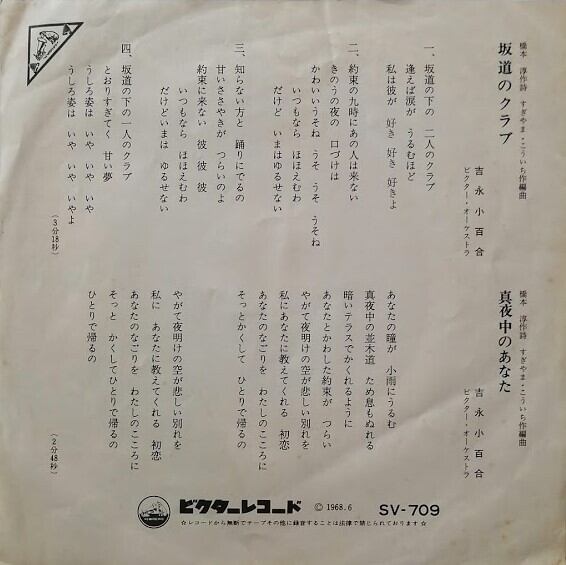 橋本 淳作詩 すぎやま・こういち作編曲
坂道のクラブ
吉永小百合
ビクター・オーケストラ
一、坂道の下の 二人のクラブ
逢えば涙が うるむほど
私は彼が 好き 好き 好きよ
二、約束の九時にあの人は来ない
きのうの夜の 口づけは
かわいいうそね うそ うそ うそね
いつもなら ほほえむわ
だけど いまはゆるせない
三、知らない方と 踊りにでるの
甘いささやきが つらいのよ
約束に来ない 彼 彼 彼
いつもなら ほほえむわ
だけどいまは ゆるせない
四、坂道の下の 一人のクラブ
とおりすぎてく 甘い夢
うしろ姿は いや いや いや
うしろ姿は いや いや いやよ
(3分18秒)
橋本 淳作詩 すぎやま・こういち作編曲
真夜中のあなた
吉永小百合
ビクター・オーケストラ
あなたの瞳が 小雨にうるむ
真夜中の並木道 ため息もぬれる
暗いテラスでかくれるように
あなたとかわした約束が つらい
やがて夜明けの空が悲しい別れを
私にあなたに教えてくれる 初恋
あなたのなごりを わたしのこころに
そっとかくして ひとりで帰るの
やがて夜明けの空が悲しい別れを
私に あなたに教えてくれる 初恋
あなたのなごりを わたしのこころに
そっと かくしてひとりで帰るの
ひとりで帰るの
(2分48秒)
ビクターレコード © 1968.6 SV-709
☆レコードから無断でテープその他に録音することは法律で禁じられております☆